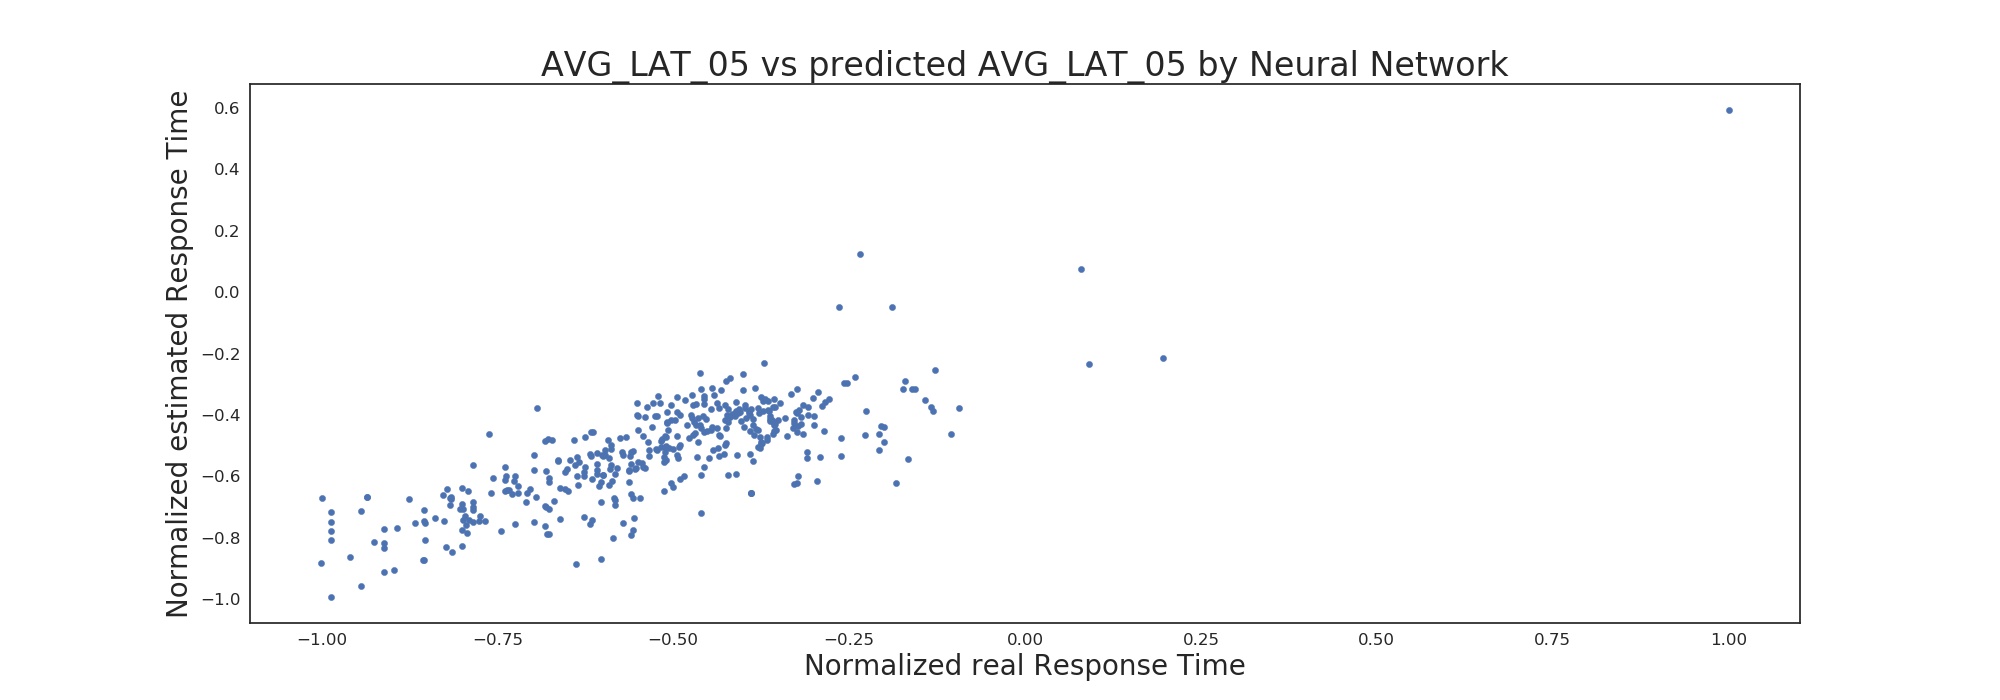 AVG_LAT_05 vs predicted AVG_LAT_05 by Neural Network
Normalized estimated Response Time
0.6
0.4
0.2
0.0
−0.2
−0.4
−0.6
−0.8
−1.0
−1.00 −0.75 −0.50 −0.25 0.00 0.25 0.50 0.75 1.00
Normalized real Response Time